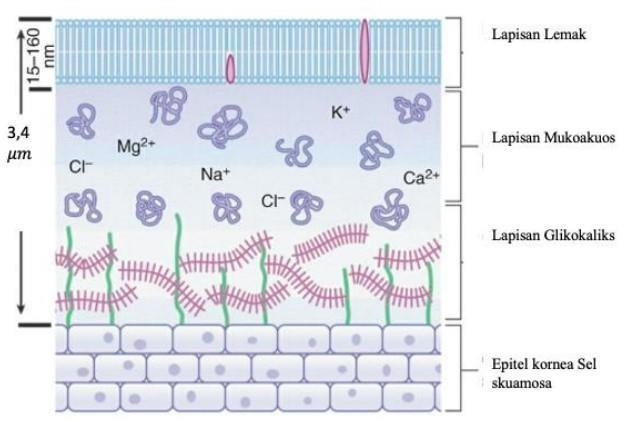 15–160
nm
Lapisan Lemak
3,4
µm
K+
Mg2+
Cl–
Na+
Cl–
Ca2+
Lapisan Mukoakuos
Lapisan Glikokaliks
Epitel kornea Sel
skuamosa